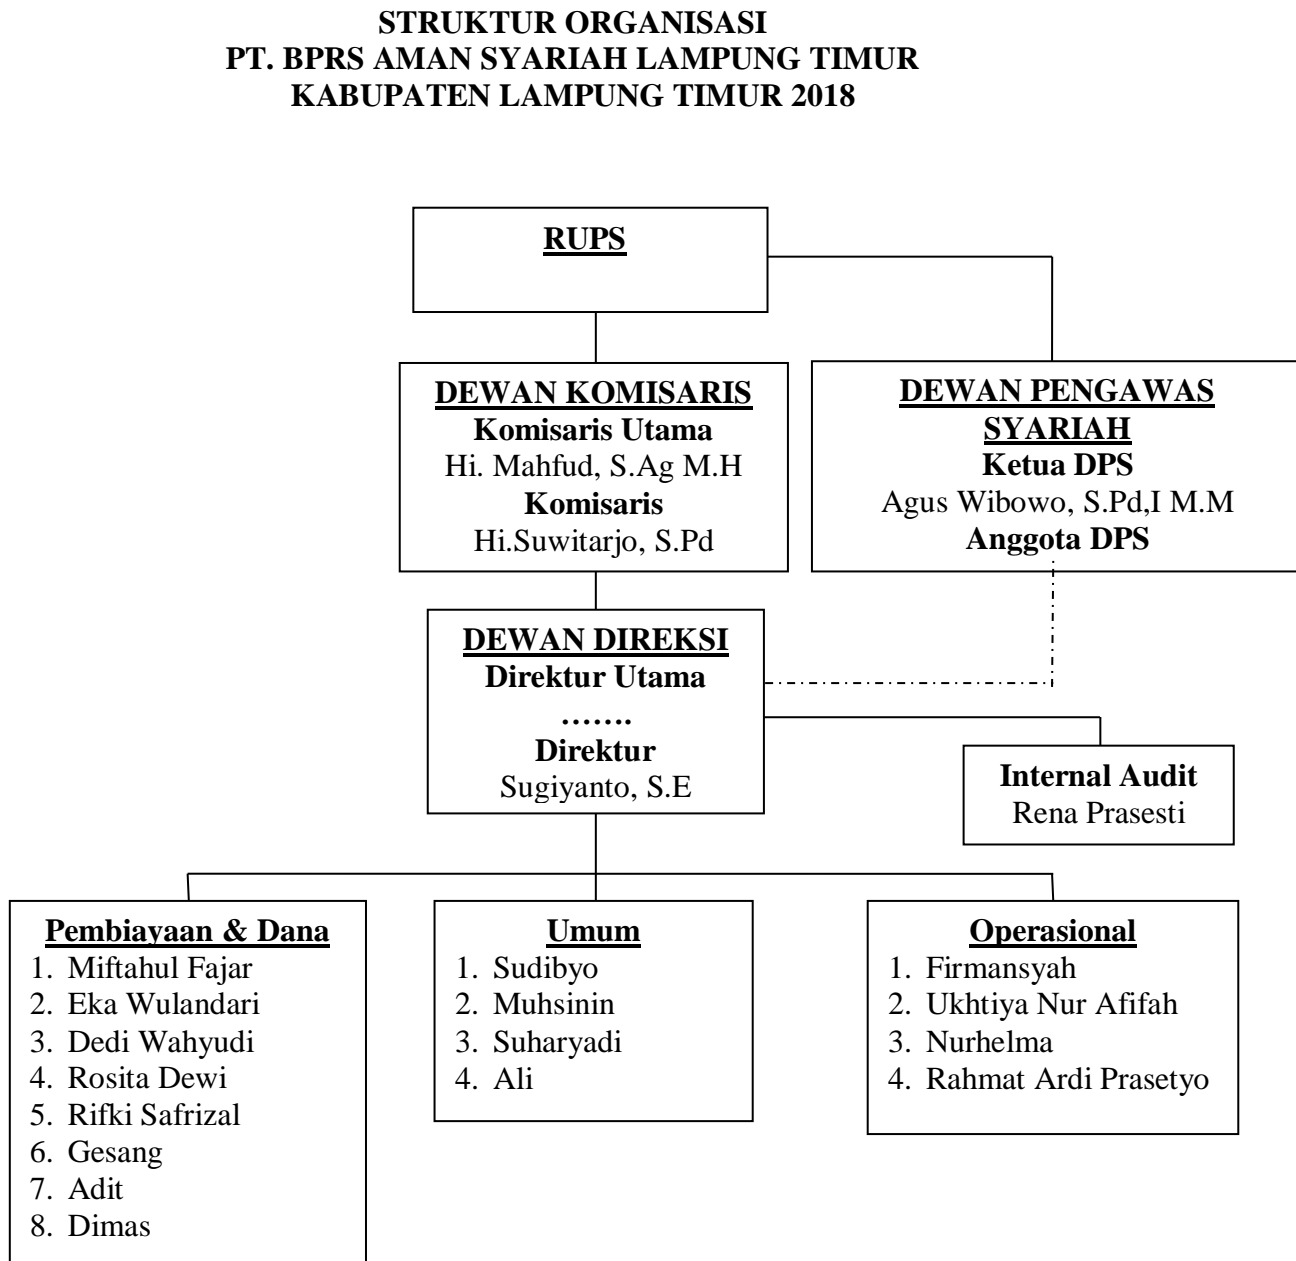 STRUKTUR ORGANISASI
PT. BPRS AMAN SYARIAH LAMPUNG TIMUR
KABUPATEN LAMPUNG TIMUR 2018
RUPS
DEWAN KOMISARIS
Komisaris Utama
Hi. Mahfud, S.Ag M.H
Komisaris
Hi.Suwitarjo, S.Pd
DEWAN PENGAWAS
SYARIAH
Ketua DPS
Agus Wibowo, S.Pd,I M.M
Anggota DPS
DEWAN DIREKSI
Direktur Utama
…….
Direktur
Sugiyanto, S.E
Internal Audit
Rena Prasesti
Pembiayaan & Dana
1. Miftahul Fajar
2. Eka Wulandari
3. Dedi Wahyudi
4. Rosita Dewi
5. Rifki Safrizal
6. Gesang
7. Adit
8. Dimas
Umum
1. Sudibyo
2. Muhsinin
3. Suharyadi
4. Ali
Operasional
1. Firmansyah
2. Ukhtiya Nur Afifah
3. Nurhelma
4. Rahmat Ardi Prasetyo